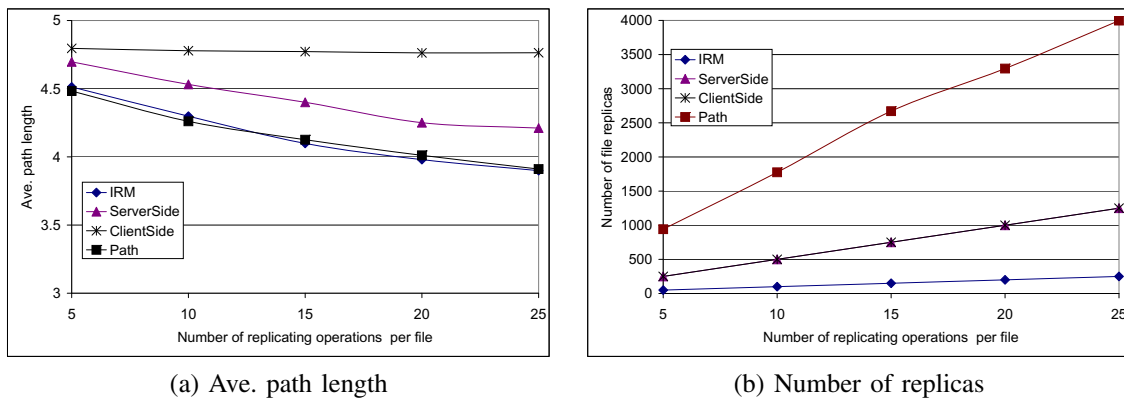 5
4.5
4
3.5
3
Ave. path length
IRM
ServerSide
ClientSide
Path
5 10 15 20 25
Number of replicating operations per file
(a) Ave. path length
4000
3500
3000
2500
2000
1500
1000
500
0
Number of file replicas
IRM
ServerSide
ClientSide
Path
5 10 15 20 25
Number of replicating operations per file
(b) Number of replicas